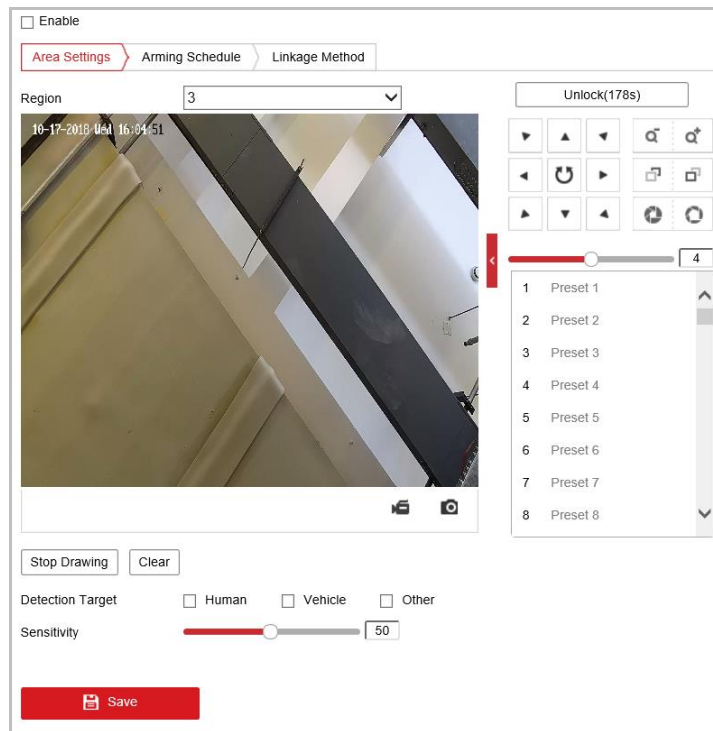 Enable
Area Settings Arming Schedule Linkage Method
Region 3
Unlock(178s)
10-17-2018 Wed 16:04:51
4
1 Preset 1
2 Preset 2
3 Preset 3
4 Preset 4
5 Preset 5
6 Preset 6
7 Preset 7
8 Preset 8
Stop Drawing Clear
Detection Target Human Vehicle Other
Sensitivity 50
Save